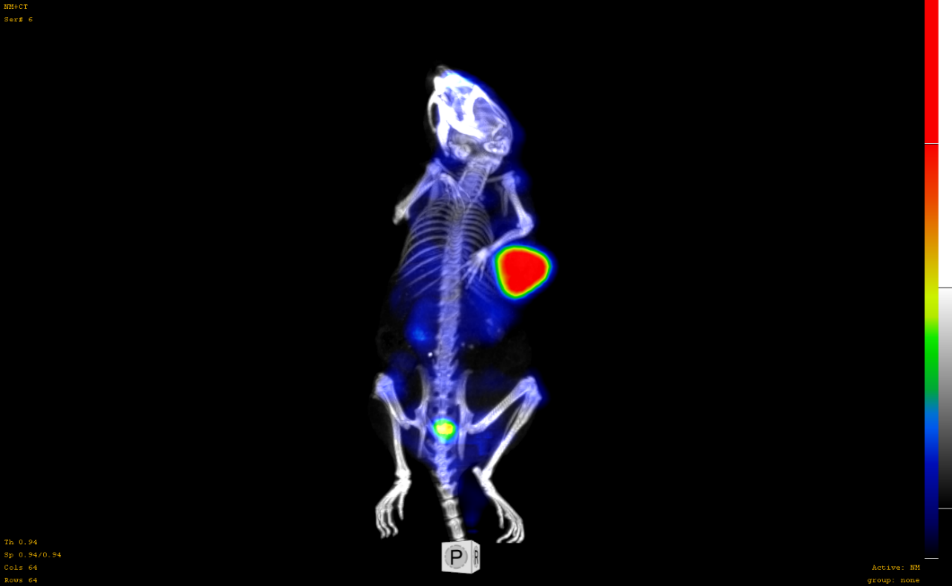 NM+CT
Ser# 6
P
R
Th 0.94
Sp 0.94/0.94
Cols 64
Rows 64
Active: NM
group: none